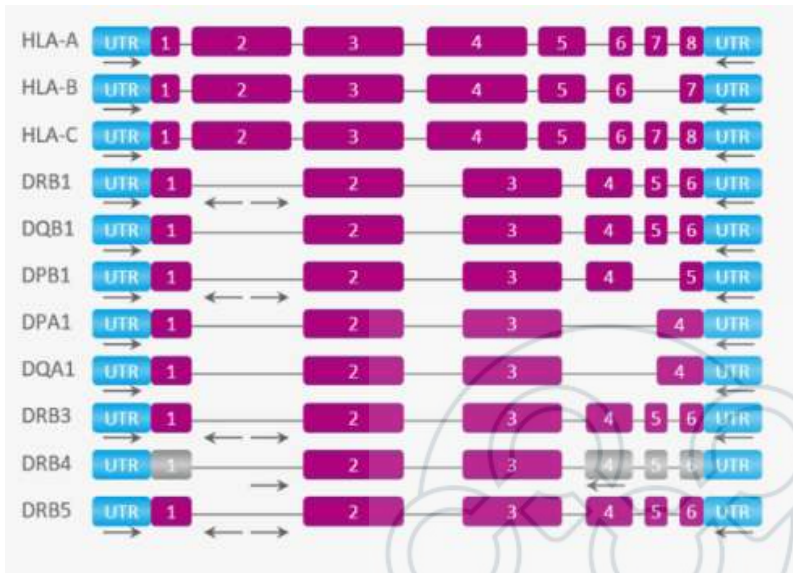 HLA-A UTR 1 2 3 4 5 6 7 8 UTR
HLA-B UTR 1 2 3 4 5 6 7 UTR
HLA-C UTR 1 2 3 4 5 6 7 8 UTR
DRB1 UTR 1 2 3 4 5 6 UTR
DQB1 UTR 1 2 3 4 5 6 UTR
DPB1 UTR 1 2 3 4 5 UTR
DPA1 UTR 1 2 3 4 UTR
DQA1 UTR 1 2 3 4 UTR
DRB3 UTR 1 2 3 4 5 6 UTR
DRB4 UTR 1 2 3 4 5 6 UTR
DRB5 UTR 1 2 3 4 5 6 UTR